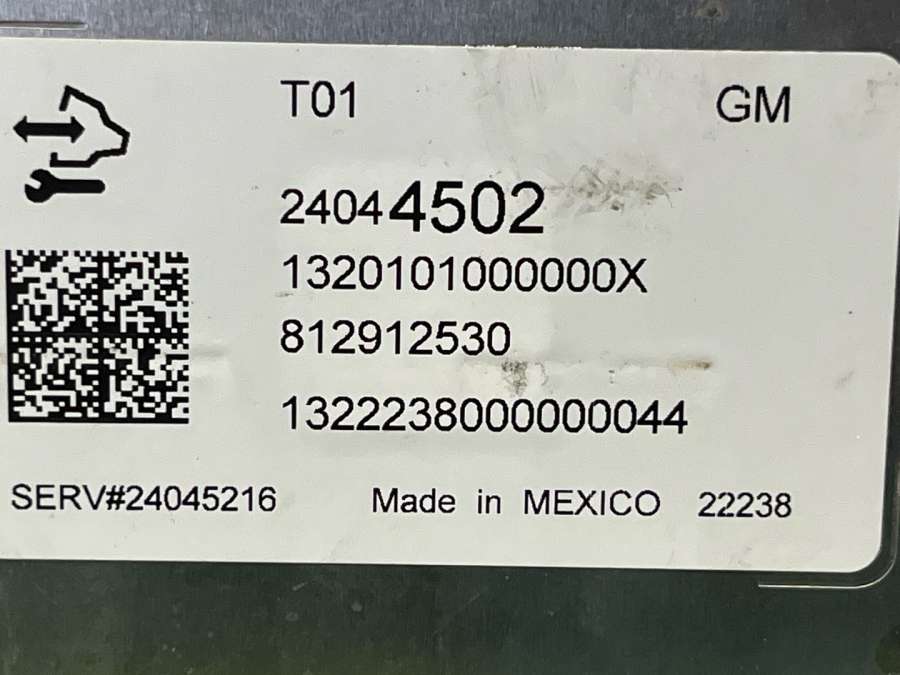 T01 GM
24044502
1320101000000X
812912530
1322238000000044
SERV#24045216 Made in MEXICO 22238